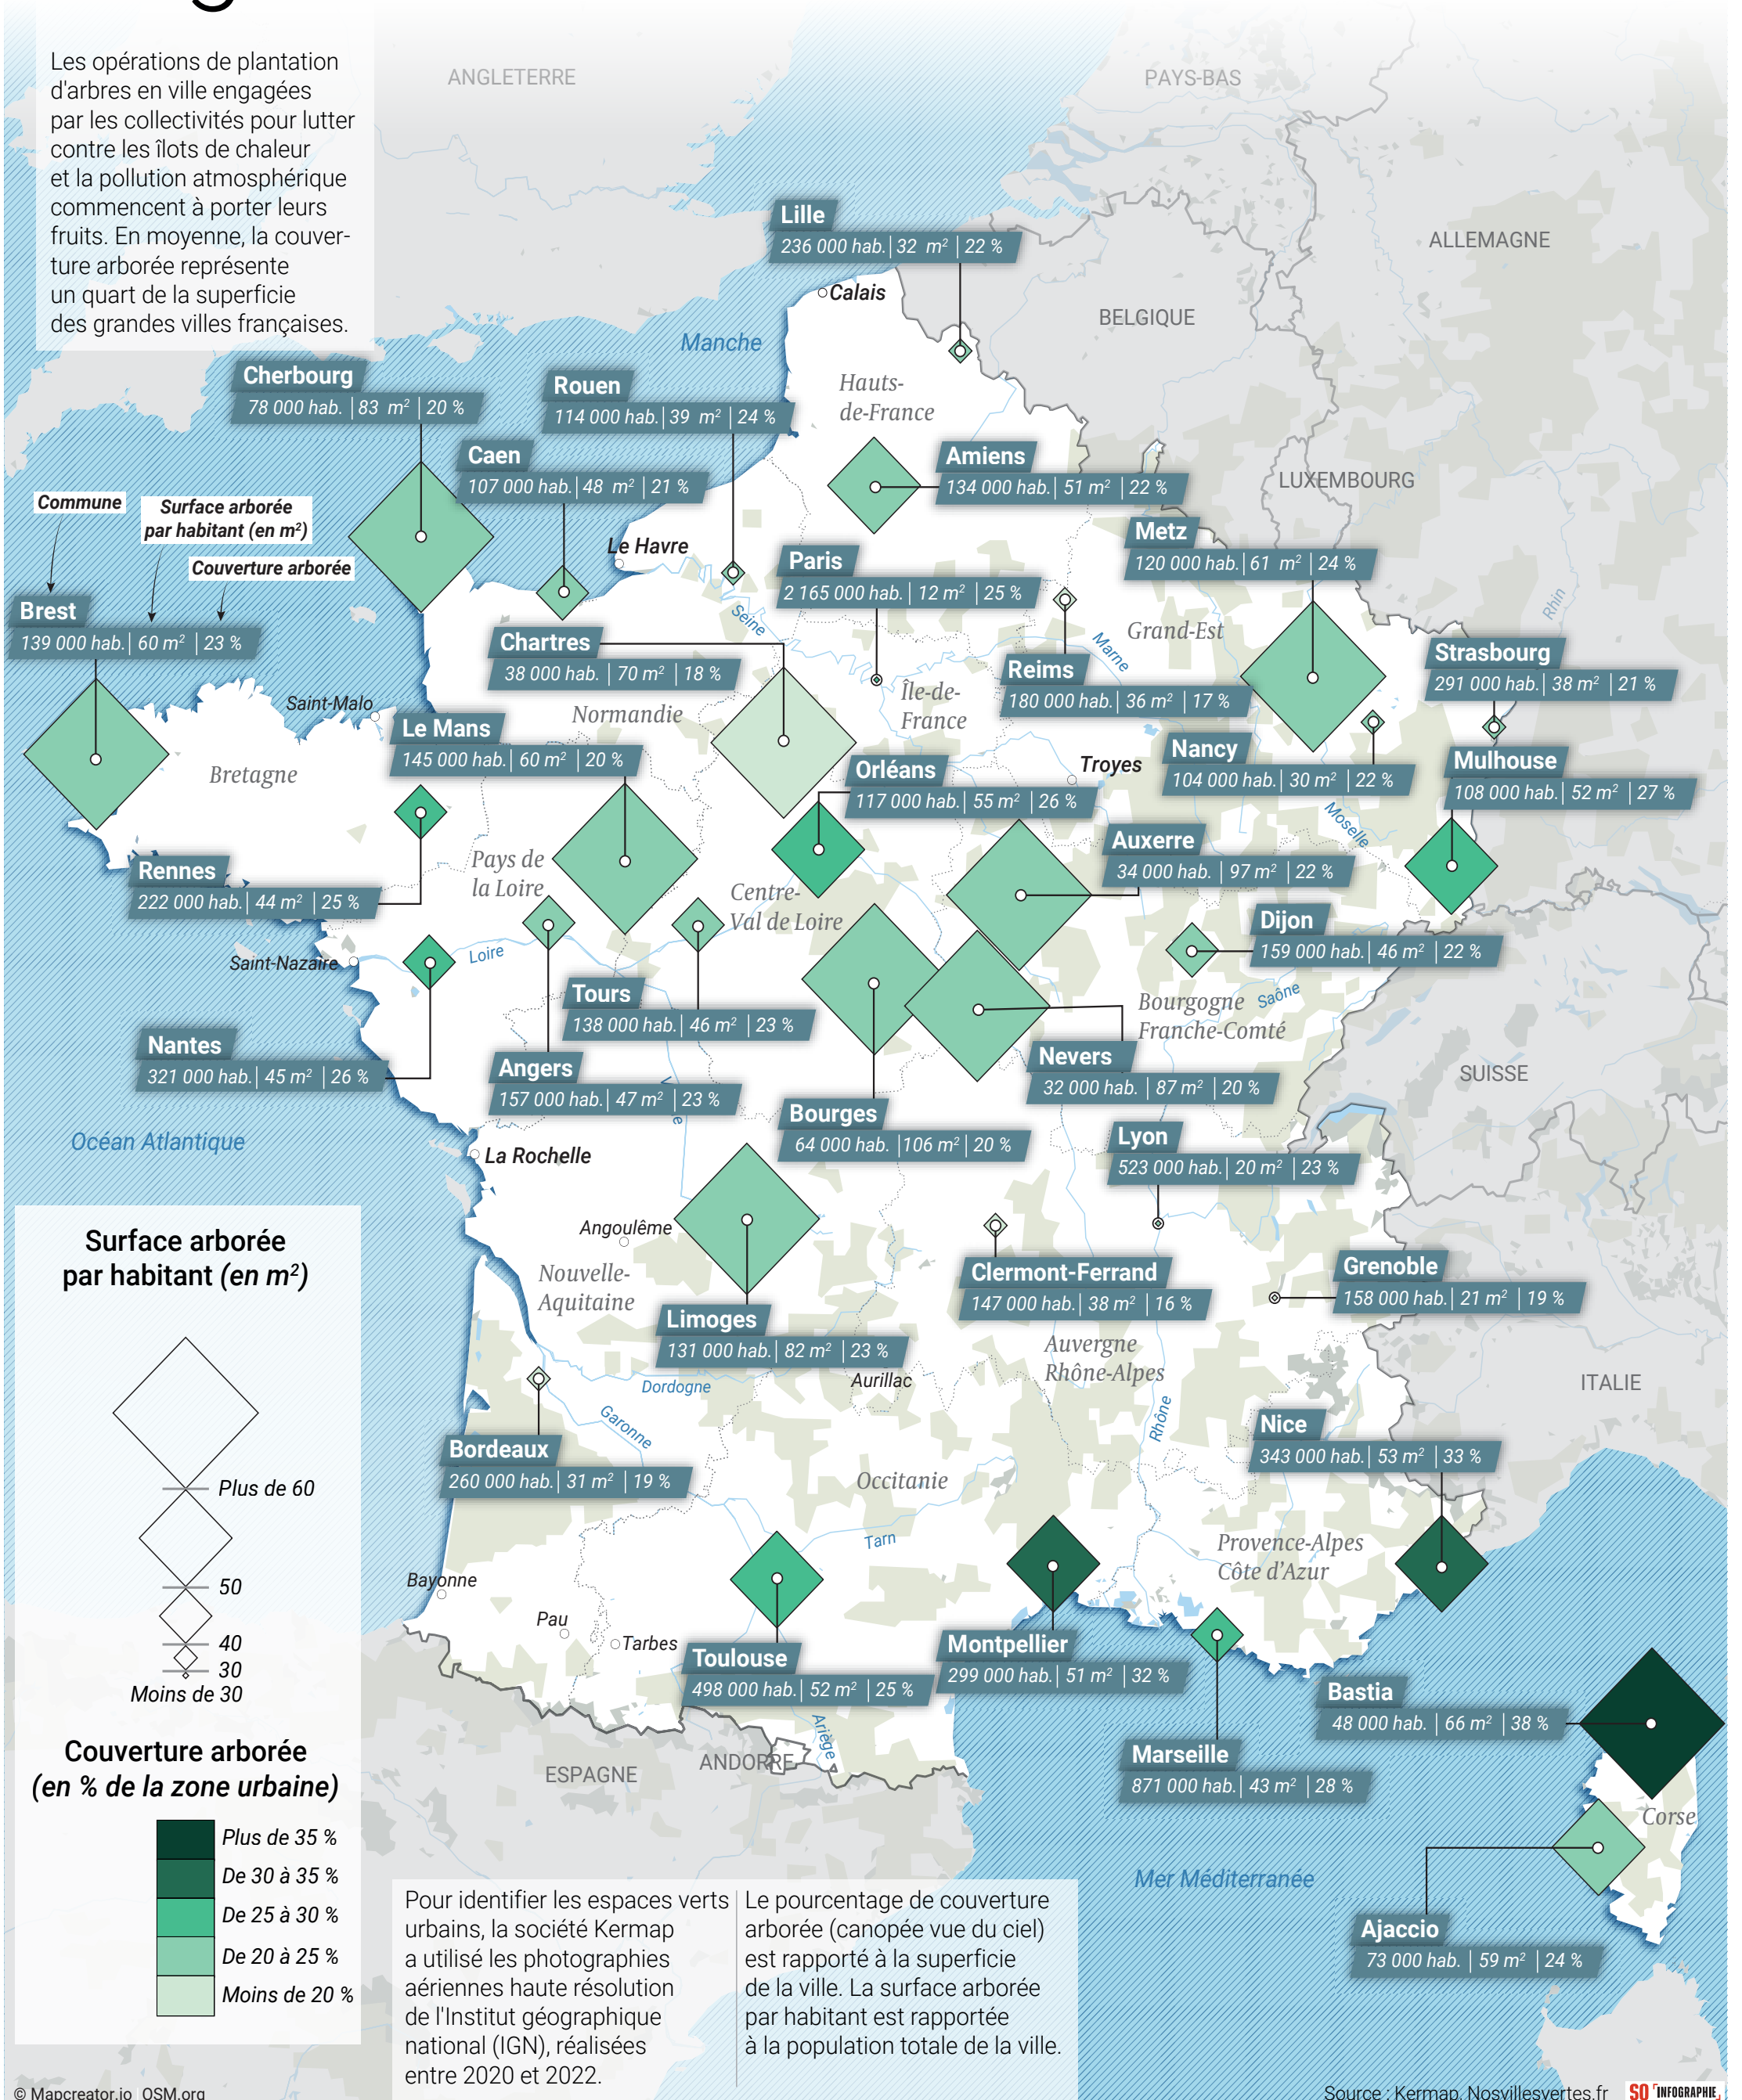 Les opérations de plantation
d'arbres en ville engagées
par les collectivités pour lutter
contre les îlots de chaleur
et la pollution atmosphérique
commencent à porter leurs
fruits. En moyenne, la couver-
ture arborée représente
un quart de la superficie
des grandes villes françaises.
ANGLETERRE
PAYS-BAS
ALLEMAGNE
BELGIQUE
LUXEMBOURG
SUISSE
ITALIE
ESPAGNE
ANDORRE
Manche
Océan Atlantique
Mer Méditerranée
Lille
236 000 hab. | 32 m² | 22 %
Calais
Hauts-
de-France
Cherbourg
78 000 hab. | 83 m² | 20 %
Rouen
114 000 hab. | 39 m² | 24 %
Caen
107 000 hab. | 48 m² | 21 %
Amiens
134 000 hab. | 51 m² | 22 %
Commune
Surface arborée
par habitant (en m²)
Couverture arborée
Brest
139 000 hab. | 60 m² | 23 %
Le Havre
Seine
Paris
2 165 000 hab. | 12 m² | 25 %
Metz
120 000 hab. | 61 m² | 24 %
Rhin
Marne
Grand-Est
Chartres
38 000 hab. | 70 m² | 18 %
Île-de-
France
Reims
180 000 hab. | 36 m² | 17 %
Strasbourg
291 000 hab. | 38 m² | 21 %
Saint-Malo
Normandie
Bretagne
Le Mans
145 000 hab. | 60 m² | 20 %
Orléans
117 000 hab. | 55 m² | 26 %
Troyes
Nancy
104 000 hab. | 30 m² | 22 %
Mulhouse
108 000 hab. | 52 m² | 27 %
Moselle
Auxerre
34 000 hab. | 97 m² | 22 %
Rennes
222 000 hab. | 44 m² | 25 %
Pays de
la Loire
Centre-
Val de Loire
Dijon
159 000 hab. | 46 m² | 22 %
Saint-Nazaire
Loire
Tours
138 000 hab. | 46 m² | 23 %
Bourgogne
Franche-Comté
Saône
Nantes
321 000 hab. | 45 m² | 26 %
Angers
157 000 hab. | 47 m² | 23 %
Nevers
32 000 hab. | 87 m² | 20 %
Bourges
64 000 hab. | 106 m² | 20 %
Lyon
523 000 hab. | 20 m² | 23 %
La Rochelle
Angoulême
Nouvelle-
Aquitaine
Limoges
131 000 hab. | 82 m² | 23 %
Clermont-Ferrand
147 000 hab. | 38 m² | 16 %
Grenoble
158 000 hab. | 21 m² | 19 %
Auvergne
Rhône-Alpes
Aurillac
Dordogne
Garonne
Rhône
Bordeaux
260 000 hab. | 31 m² | 19 %
Occitanie
Nice
343 000 hab. | 53 m² | 33 %
Tarn
Provence-Alpes
Côte d'Azur
Bayonne
Pau
Tarbes
Toulouse
498 000 hab. | 52 m² | 25 %
Montpellier
299 000 hab. | 51 m² | 32 %
Ariège
Marseille
871 000 hab. | 43 m² | 28 %
Bastia
48 000 hab. | 66 m² | 38 %
Corse
Ajaccio
73 000 hab. | 59 m² | 24 %
Surface arborée
par habitant (en m²)
Plus de 60
50
40
30
Moins de 30
Couverture arborée
(en % de la zone urbaine)
Plus de 35 %
De 30 à 35 %
De 25 à 30 %
De 20 à 25 %
Moins de 20 %
Pour identifier les espaces verts
urbains, la société Kermap
a utilisé les photographies
aériennes haute résolution
de l'Institut géographique
national (IGN), réalisées
entre 2020 et 2022.
Le pourcentage de couverture
arborée (canopée vue du ciel)
est rapporté à la superficie
de la ville. La surface arborée
par habitant est rapportée
à la population totale de la ville.
© Mapcreator.io | OSM.org
Source : Kermap, Nosvillesvertes.fr
SO INFOGRAPHIE